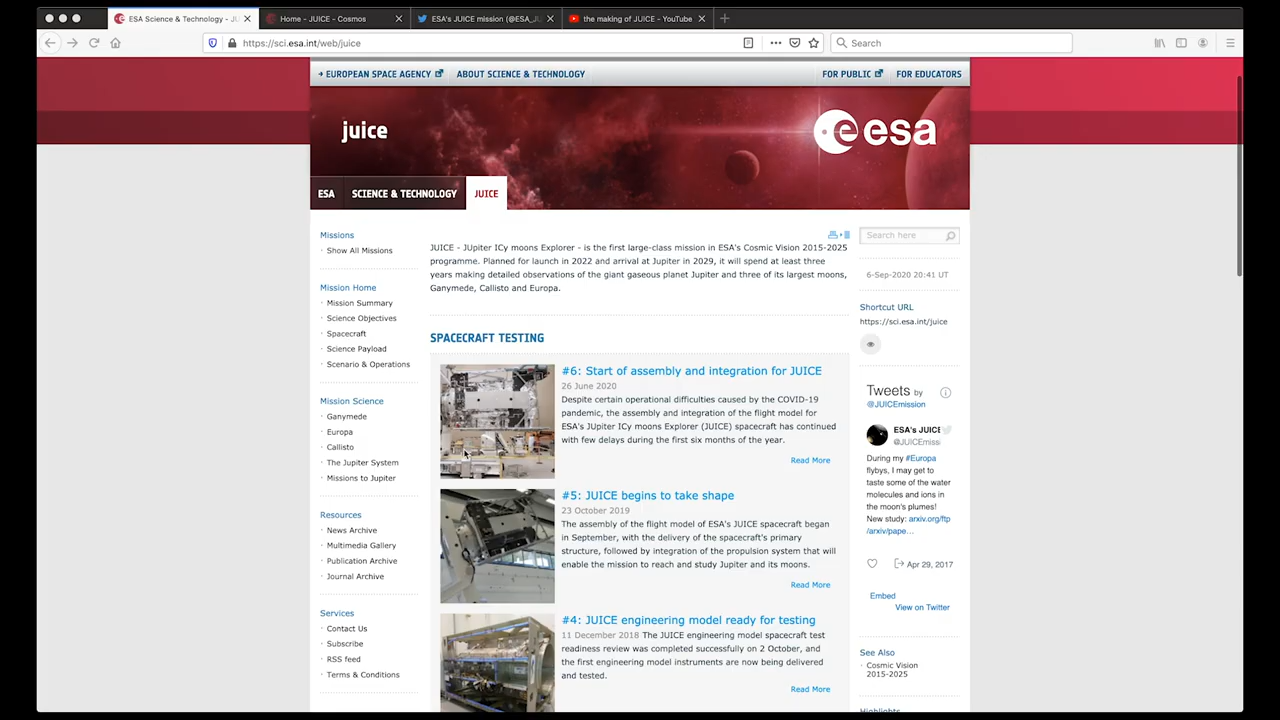 ESA Science & Technology - JU
Home - JUICE - Cosmos
ESA's JUICE mission (@ESA_JU
the making of JUICE - YouTube
https://sci.esa.int/web/juice
Search
EUROPEAN SPACE AGENCY
ABOUT SCIENCE & TECHNOLOGY
FOR PUBLIC
FOR EDUCATORS
juice
esa
ESA
SCIENCE & TECHNOLOGY
JUICE
Missions
Show All Missions
Mission Home
Mission Summary
Science Objectives
Spacecraft
Science Payload
Scenario & Operations
Mission Science
Ganymede
Europa
Callisto
The Jupiter System
Missions to Jupiter
Resources
News Archive
Multimedia Gallery
Publication Archive
Journal Archive
Services
Contact Us
Subscribe
RSS feed
Terms & Conditions
JUICE - JUpiter ICy moons Explorer - is the first large-class mission in ESA's Cosmic Vision 2015-2025
programme. Planned for launch in 2022 and arrival at Jupiter in 2029, it will spend at least three
years making detailed observations of the giant gaseous planet Jupiter and three of its largest moons,
Ganymede, Callisto and Europa.
SPACECRAFT TESTING
#6: Start of assembly and integration for JUICE
26 June 2020
Despite certain operational difficulties caused by the COVID-19
pandemic, the assembly and integration of the flight model for
ESA's JUpiter ICy moons Explorer (JUICE) spacecraft has continued
with few delays during the first six months of the year.
Read More
#5: JUICE begins to take shape
23 October 2019
The assembly of the flight model of ESA's JUICE spacecraft began
in September, with the delivery of the spacecraft's primary
structure, followed by integration of the propulsion system that will
enable the mission to reach and study Jupiter and its moons.
Read More
#4: JUICE engineering model ready for testing
11 December 2018 The JUICE engineering model spacecraft test
readiness review was completed successfully on 2 October, and
the first engineering model instruments are now being delivered
and tested.
Read More
Search here
6-Sep-2020 20:41 UT
Shortcut URL
https://sci.esa.int/juice
Tweets by
@JUICEmission
ESA's JUICE
@JUICEmiss
During my #Europa
flybys, I may get to
taste some of the water
molecules and ions in
the moon's plumes!
New study: arxiv.org/ftp
/arxiv/pape…
Apr 29, 2017
Embed
View on Twitter
See Also
Cosmic Vision
2015-2025
Highlights